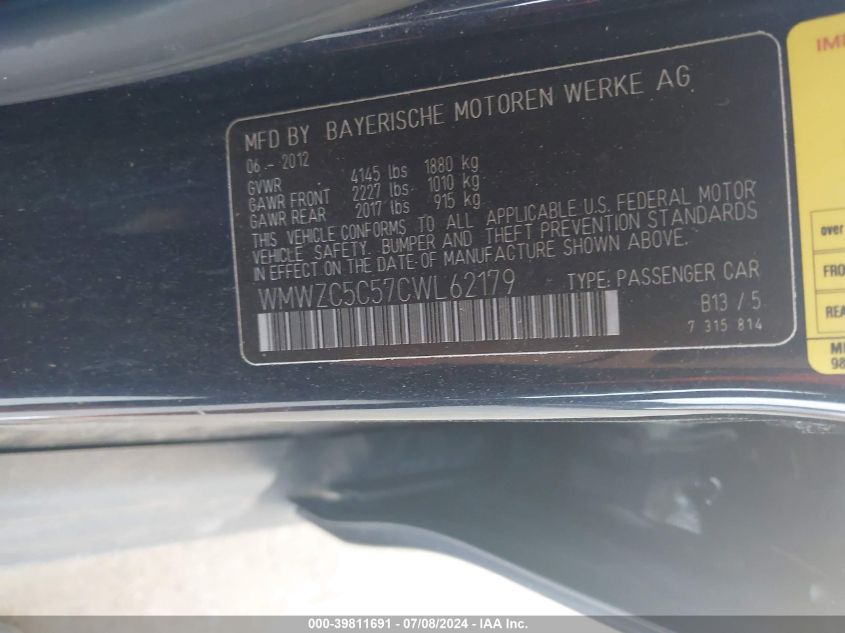 MFD BY BAYERISCHE MOTOREN WERKE AG
06 - 2012
GVWR 4145 lbs 1880 kg
GAWR FRONT 2227 lbs 1010 kg
GAWR REAR 2017 lbs 915 kg
THIS VEHICLE CONFORMS TO ALL APPLICABLE U.S. FEDERAL MOTOR
VEHICLE SAFETY, BUMPER AND THEFT PREVENTION STANDARDS
IN EFFECT ON THE DATE OF MANUFACTURE SHOWN ABOVE.
WMWZC5C57CWL62179 TYPE: PASSENGER CAR
B13 / 5
7 315 814
over
000-39811691 - 07/08/2024 - IAA Inc.